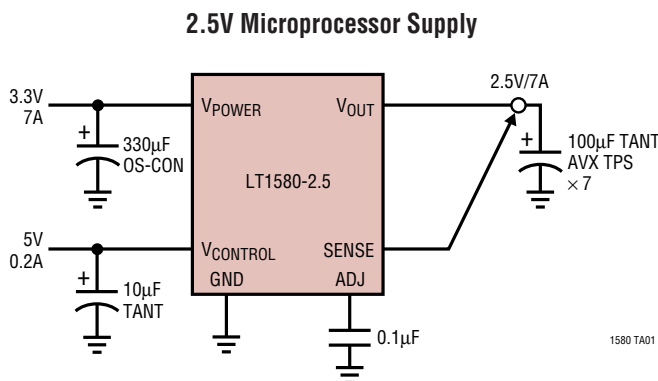 2.5V Microprocessor Supply
3.3V
7A
+
330µF
OS-CON
5V
0.2A
+
10µF
TANT
VPOWER
VOUT
LT1580-2.5
VCONTROL
SENSE
GND
ADJ
0.1µF
2.5V/7A
+
100µF TANT
AVX TPS
× 7
1580 TA01